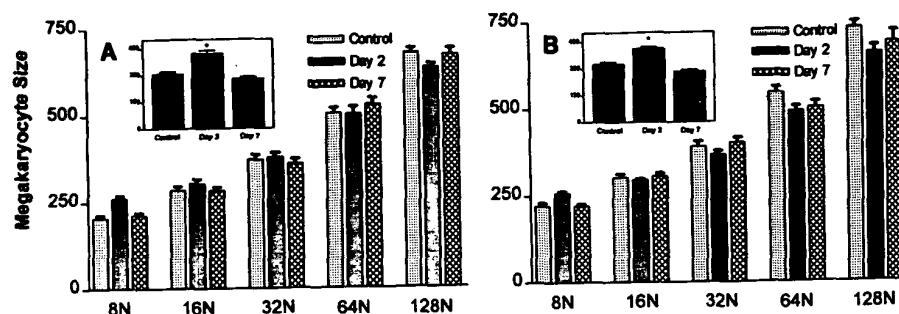 Megakaryocyte Size
750
500
250
0
A
Control
Day 2
Day 7
*
Control
Day 2
Day 7
8N
16N
32N
64N
128N
750
500
250
0
B
Control
Day 2
Day 7
*
Control
Day 2
Day 7
8N
16N
32N
64N
128N